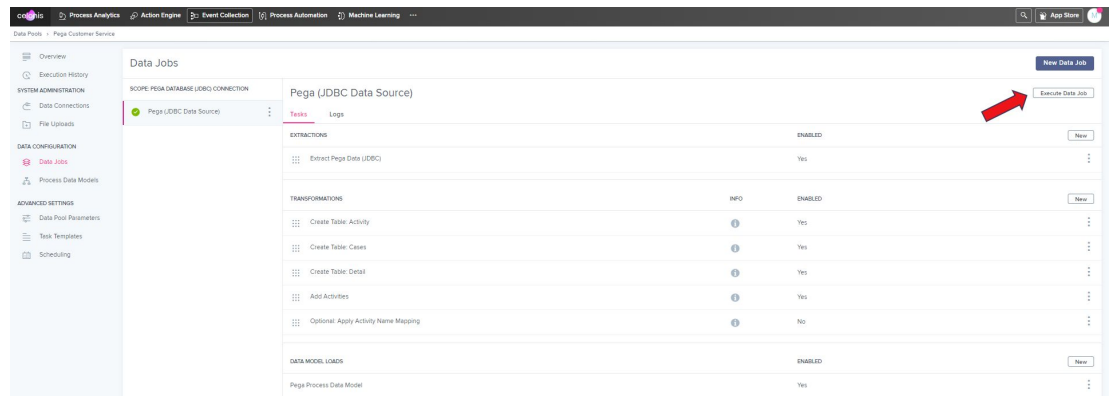 celonis Process Analytics Action Engine Event Collection Process Automation Machine Learning ... App Store M
Data Pools Pega Customer Service
Overview
Execution History
SYSTEM ADMINISTRATION
Data Connections
File Uploads
DATA CONFIGURATION
Data Jobs
Process Data Models
ADVANCED SETTINGS
Data Pool Parameters
Task Templates
Scheduling
Data Jobs New Data Job
SCOPE: PEGA DATABASE (JDBC) CONNECTION
Pega (JDBC Data Source)
Pega (JDBC Data Source) Execute Data Job
Tasks Logs
EXTRACTIONS ENABLED New
Extract Pega Data (JDBC) Yes
TRANSFORMATIONS INFO ENABLED New
Create Table: Activity Yes
Create Table: Cases Yes
Create Table: Detail Yes
Add Activities Yes
Optional: Apply Activity Name Mapping No
DATA MODEL LOADS ENABLED New
Pega Process Data Model Yes